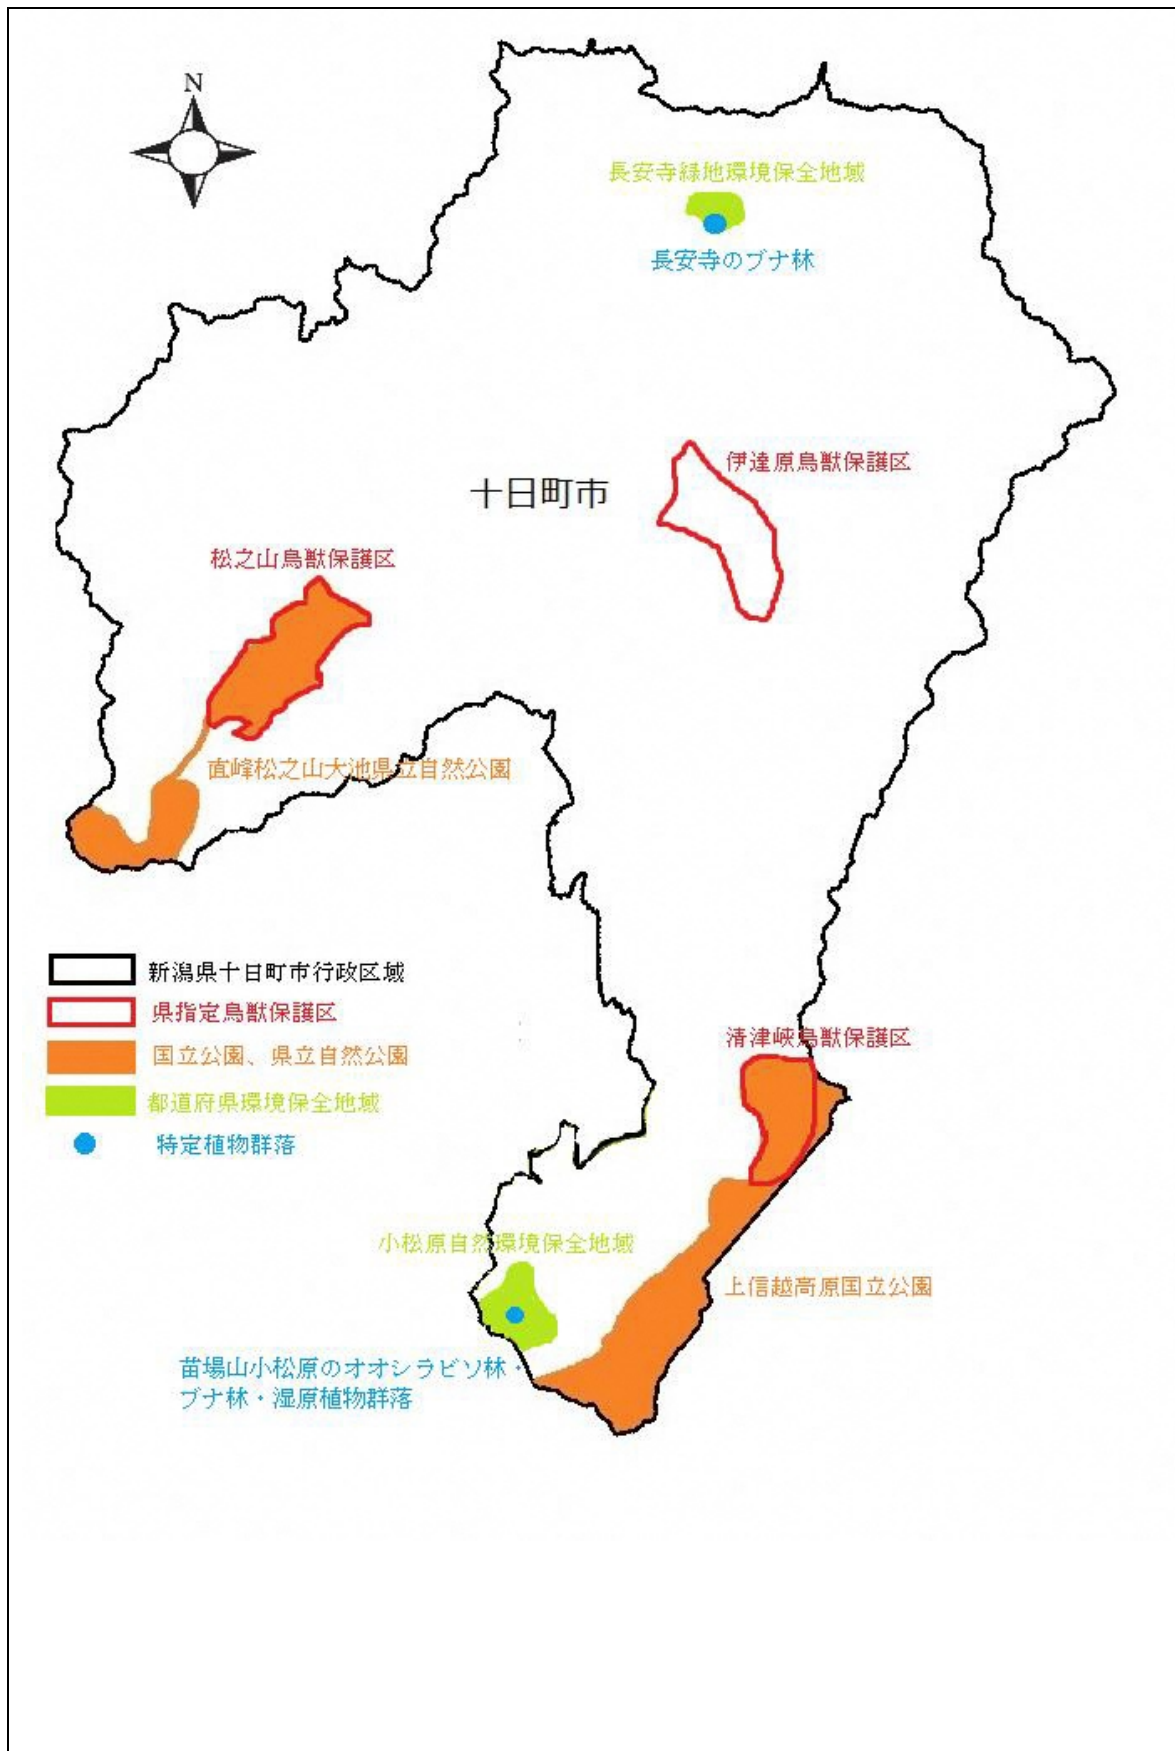 N
長安寺緑地環境保全地域
長安寺のブナ林
伊達原鳥獣保護区
十日町市
松之山鳥獣保護区
直峰松之山大池県立自然公園
新潟県十日町市行政区域
県指定鳥獣保護区
国立公園、県立自然公園
都道府県環境保全地域
特定植物群落
清津峡鳥獣保護区
小松原自然環境保全地域
上信越高原国立公園
苗場山小松原のオオシラビソ林・
ブナ林・湿原植物群落